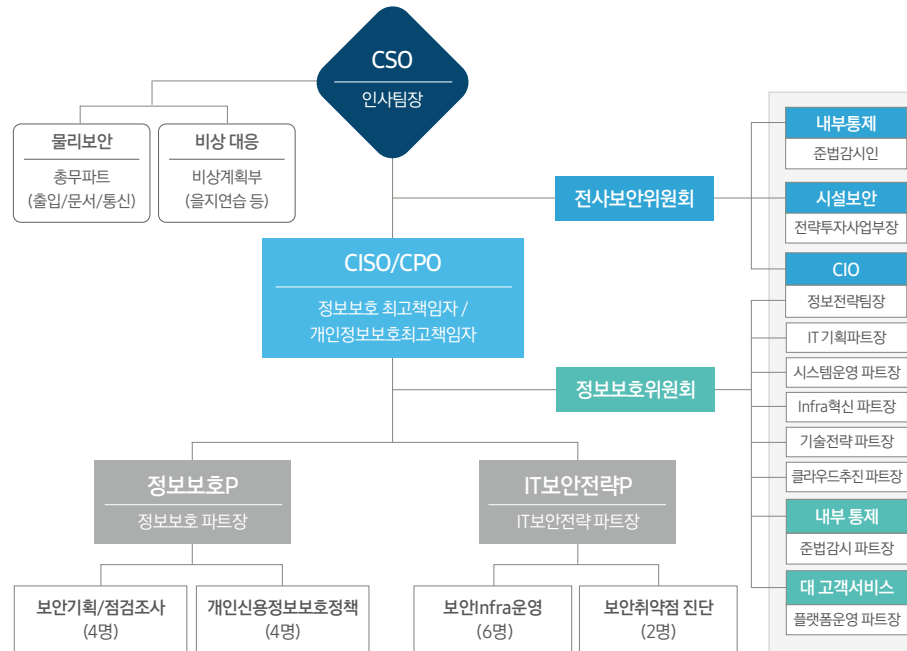 CSO
인사팀장
물리보안
총무파트
(출입/문서/통신)
비상 대응
비상계획부
(을지연습 등)
전사보안위원회
CISO/CPO
정보보호 최고책임자 /
개인정보보호최고책임자
정보보호위원회
정보보호P
정보보호 파트장
IT보안전략P
IT보안전략 파트장
보안기획/점검조사
(4명)
개인신용정보보호정책
(4명)
보안Infra운영
(6명)
보안취약점 진단
(2명)
내부통제
준법감시인
시설보안
전략투자사업부장
CIO
정보전략팀장
IT 기획파트장
시스템운영 파트장
Infra혁신 파트장
기술전략 파트장
클라우드추진 파트장
내부 통제
준법감시 파트장
대 고객서비스
플랫폼운영 파트장